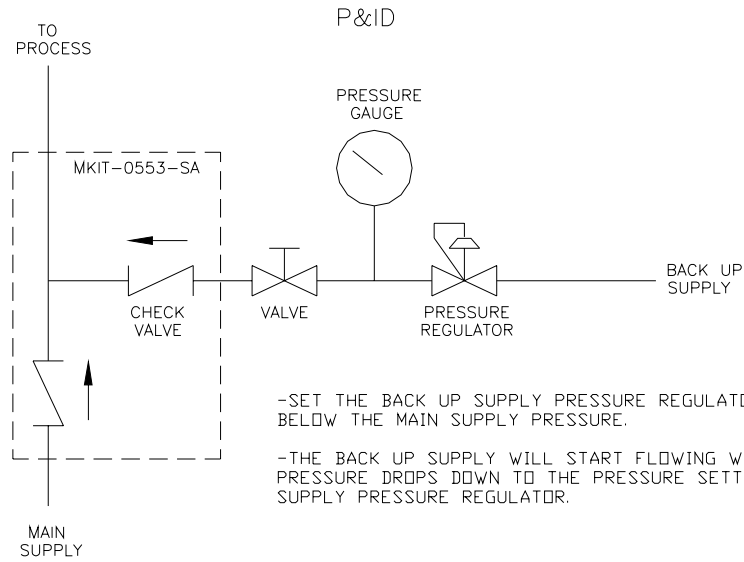 P&ID
TO
PROCESS
PRESSURE
GAUGE
MKIT-0553-SA
BACK UP
SUPPLY
CHECK
VALVE
VALVE
PRESSURE
REGULATOR
-SET THE BACK UP SUPPLY PRESSURE
BELOW THE MAIN SUPPLY PRESSURE.
-THE BACK UP SUPPLY WILL START FLOWING
PRESSURE DROPS DOWN TO THE PRESSURE
SUPPLY PRESSURE REGULATOR.
MAIN
SUPPLY